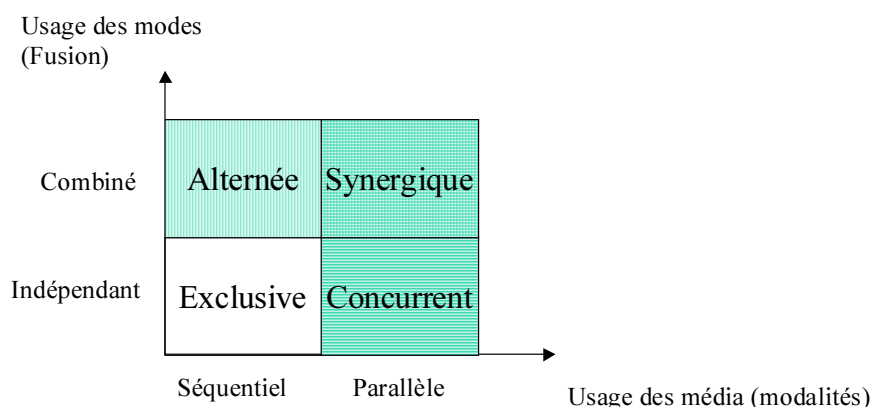 Usage des modes
(Fusion)
Combiné
Alternée
Synergique
Indépendant
Exclusive
Concurrent
Séquentiel
Parallèle
Usage des média (modalités)